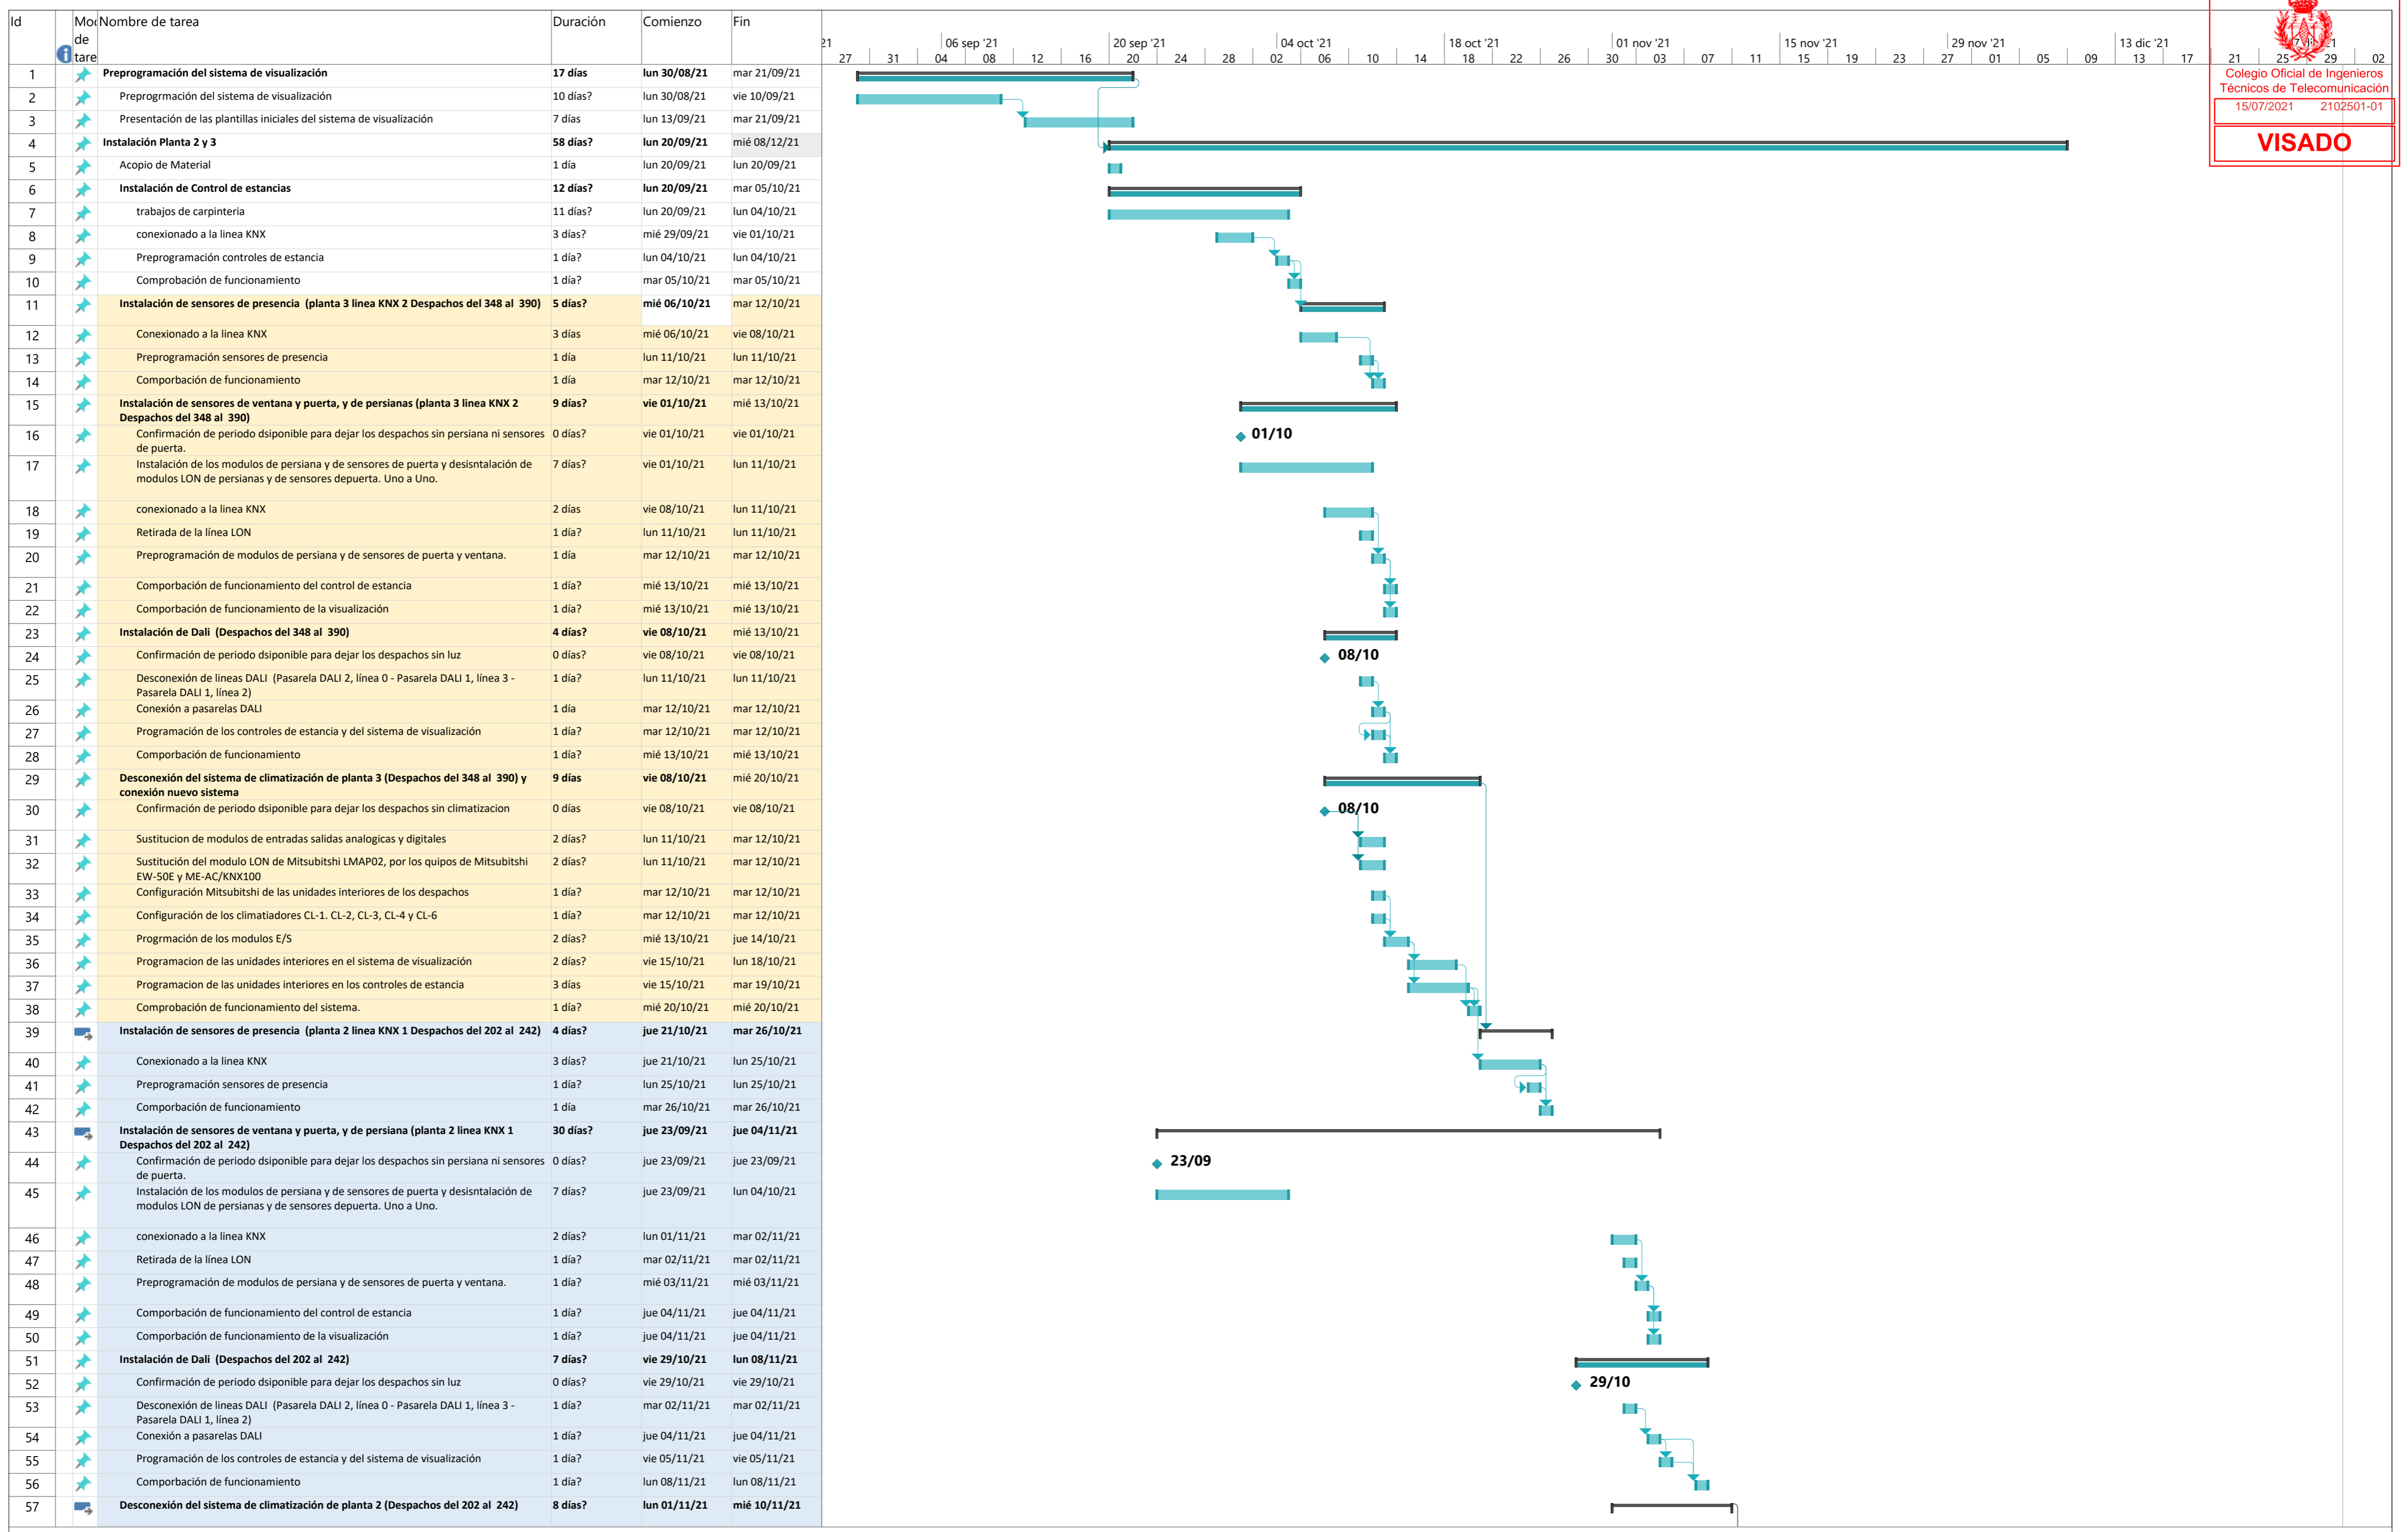 Id Mod de tare Nombre de tarea Duración Comienzo Fin
21 06 sep '21 20 sep '21 04 oct '21 18 oct '21 01 nov '21 15 nov '21 29 nov '21 13 dic '21
27 31 04 08 12 16 20 24 28 02 06 10 14 18 22 26 30 03 07 11 15 19 23 27 01 05 09 13 17 21 25 29 02
Colegio Oficial de Ingenieros
Técnicos de Telecomunicación
15/07/2021 2102501-01
VISADO
1 Preprogramación del sistema de visualización 17 días lun 30/08/21 mar 21/09/21
2 Preprogrmación del sistema de visualización 10 días? lun 30/08/21 vie 10/09/21
3 Presentación de las plantillas iniciales del sistema de visualización 7 días lun 13/09/21 mar 21/09/21
4 Instalación Planta 2 y 3 58 días? lun 20/09/21 mié 08/12/21
5 Acopio de Material 1 día lun 20/09/21 lun 20/09/21
6 Instalación de Control de estancias 12 días? lun 20/09/21 mar 05/10/21
7 trabajos de carpinteria 11 días? lun 20/09/21 lun 04/10/21
8 conexionado a la linea KNX 3 días? mié 29/09/21 vie 01/10/21
9 Preprogramación controles de estancia 1 día? lun 04/10/21 lun 04/10/21
10 Comprobación de funcionamiento 1 día? mar 05/10/21 mar 05/10/21
11 Instalación de sensores de presencia (planta 3 linea KNX 2 Despachos del 348 al 390) 5 días? mié 06/10/21 mar 12/10/21
12 Conexionado a la linea KNX 3 días mié 06/10/21 vie 08/10/21
13 Preprogramación sensores de presencia 1 día lun 11/10/21 lun 11/10/21
14 Comporbación de funcionamiento 1 día mar 12/10/21 mar 12/10/21
15 Instalación de sensores de ventana y puerta, y de persianas (planta 3 linea KNX 2 9 días? vie 01/10/21 mié 13/10/21
Despachos del 348 al 390)
16 Confirmación de periodo dsiponible para dejar los despachos sin persiana ni sensores 0 días? vie 01/10/21 vie 01/10/21 01/10
de puerta.
17 Instalación de los modulos de persiana y de sensores de puerta y desisntalación de 7 días? vie 01/10/21 lun 11/10/21
modulos LON de persianas y de sensores depuerta. Uno a Uno.
18 conexionado a la linea KNX 2 días vie 08/10/21 lun 11/10/21
19 Retirada de la línea LON 1 día? lun 11/10/21 lun 11/10/21
20 Preprogramación de modulos de persiana y de sensores de puerta y ventana. 1 día mar 12/10/21 mar 12/10/21
21 Comporbación de funcionamiento del control de estancia 1 día? mié 13/10/21 mié 13/10/21
22 Comporbación de funcionamiento de la visualización 1 día? mié 13/10/21 mié 13/10/21
23 Instalación de Dali (Despachos del 348 al 390) 4 días? vie 08/10/21 mié 13/10/21
24 Confirmación de periodo dsiponible para dejar los despachos sin luz 0 días? vie 08/10/21 vie 08/10/21 08/10
25 Desconexión de lineas DALI (Pasarela DALI 2, línea 0 - Pasarela DALI 1, línea 3 - 1 día? lun 11/10/21 lun 11/10/21
Pasarela DALI 1, línea 2)
26 Conexión a pasarelas DALI 1 día mar 12/10/21 mar 12/10/21
27 Programación de los controles de estancia y del sistema de visualización 1 día? mar 12/10/21 mar 12/10/21
28 Comporbación de funcionamiento 1 día? mié 13/10/21 mié 13/10/21
29 Desconexión del sistema de climatización de planta 3 (Despachos del 348 al 390) y 9 días vie 08/10/21 mié 20/10/21
conexión nuevo sistema
30 Confirmación de periodo dsiponible para dejar los despachos sin climatizacion 0 días vie 08/10/21 vie 08/10/21 08/10
31 Sustitucion de modulos de entradas salidas analogicas y digitales 2 días? lun 11/10/21 mar 12/10/21
32 Sustitución del modulo LON de Mitsubitshi LMAP02, por los quipos de Mitsubitshi 2 días? lun 11/10/21 mar 12/10/21
EW-50E y ME-AC/KNX100
33 Configuración Mitsubitshi de las unidades interiores de los despachos 1 día? mar 12/10/21 mar 12/10/21
34 Configuración de los climatiadores CL-1. CL-2, CL-3, CL-4 y CL-6 1 día? mar 12/10/21 mar 12/10/21
35 Progrmación de los modulos E/S 2 días? mié 13/10/21 jue 14/10/21
36 Programacion de las unidades interiores en el sistema de visualización 2 días? vie 15/10/21 lun 18/10/21
37 Programacion de las unidades interiores en los controles de estancia 3 días vie 15/10/21 mar 19/10/21
38 Comprobación de funcionamiento del sistema. 1 día? mié 20/10/21 mié 20/10/21
39 Instalación de sensores de presencia (planta 2 linea KNX 1 Despachos del 202 al 242) 4 días? jue 21/10/21 mar 26/10/21
40 Conexionado a la linea KNX 3 días? jue 21/10/21 lun 25/10/21
41 Preprogramación sensores de presencia 1 día? lun 25/10/21 lun 25/10/21
42 Comporbación de funcionamiento 1 día mar 26/10/21 mar 26/10/21
43 Instalación de sensores de ventana y puerta, y de persiana (planta 2 linea KNX 1 30 días? jue 23/09/21 jue 04/11/21
Despachos del 202 al 242)
44 Confirmación de periodo dsiponible para dejar los despachos sin persiana ni sensores 0 días? jue 23/09/21 jue 23/09/21 23/09
de puerta.
45 Instalación de los modulos de persiana y de sensores de puerta y desisntalación de 7 días? jue 23/09/21 lun 04/10/21
modulos LON de persianas y de sensores depuerta. Uno a Uno.
46 conexionado a la linea KNX 2 días? lun 01/11/21 mar 02/11/21
47 Retirada de la línea LON 1 día? mar 02/11/21 mar 02/11/21
48 Preprogramación de modulos de persiana y de sensores de puerta y ventana. 1 día? mié 03/11/21 mié 03/11/21
49 Comporbación de funcionamiento del control de estancia 1 día? jue 04/11/21 jue 04/11/21
50 Comporbación de funcionamiento de la visualización 1 día? jue 04/11/21 jue 04/11/21
51 Instalación de Dali (Despachos del 202 al 242) 7 días? vie 29/10/21 lun 08/11/21
52 Confirmación de periodo dsiponible para dejar los despachos sin luz 0 días? vie 29/10/21 vie 29/10/21 29/10
53 Desconexión de lineas DALI (Pasarela DALI 2, línea 0 - Pasarela DALI 1, línea 3 - 1 día? mar 02/11/21 mar 02/11/21
Pasarela DALI 1, línea 2)
54 Conexión a pasarelas DALI 1 día? jue 04/11/21 jue 04/11/21
55 Programación de los controles de estancia y del sistema de visualización 1 día? vie 05/11/21 vie 05/11/21
56 Comporbación de funcionamiento 1 día? lun 08/11/21 lun 08/11/21
57 Desconexión del sistema de climatización de planta 2 (Despachos del 202 al 242) 8 días? lun 01/11/21 mié 10/11/21